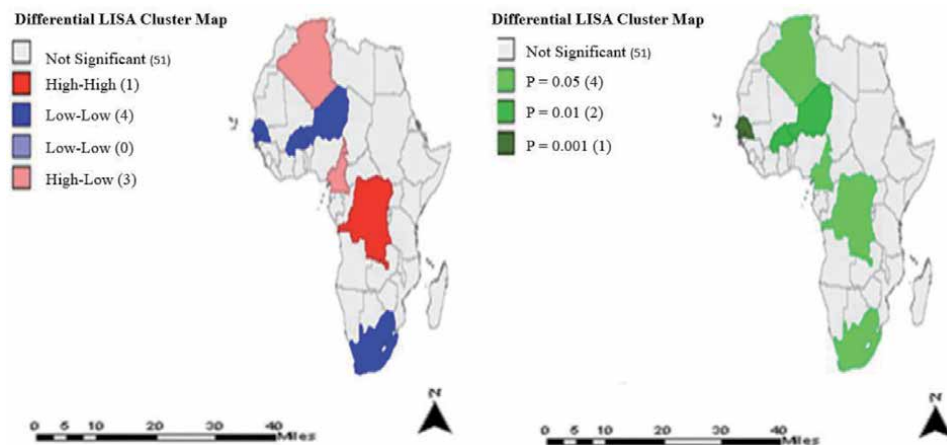 Differential LISA Cluster Map
Not Significant (51)
High-High (1)
Low-Low (4)
Low-Low (0)
High-Low (3)
N
0 5 10 20 30 40
Miles
Differential LISA Cluster Map
Not Significant (51)
P = 0.05 (4)
P = 0.01 (2)
P = 0.001 (1)
N
0 5 10 20 30 40
Miles